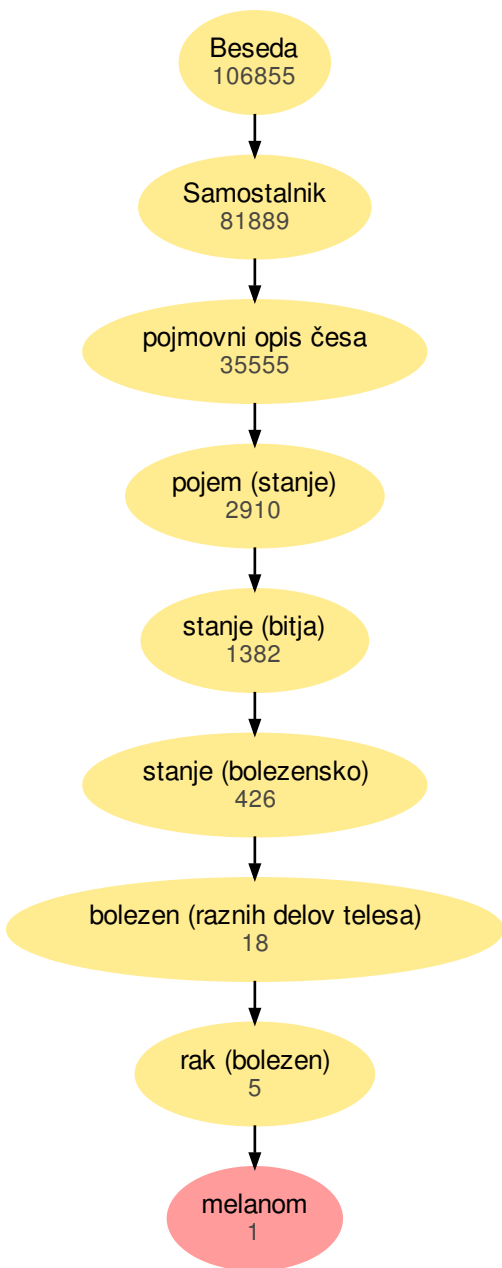 Beseda
106855
Samostalnik
81889
pojmovni opis česa
35555
pojem (stanje)
2910
stanje (bitja)
1382
stanje (bolezensko)
426
bolezen (raznih delov telesa)
18
rak (bolezen)
5
melanom
1